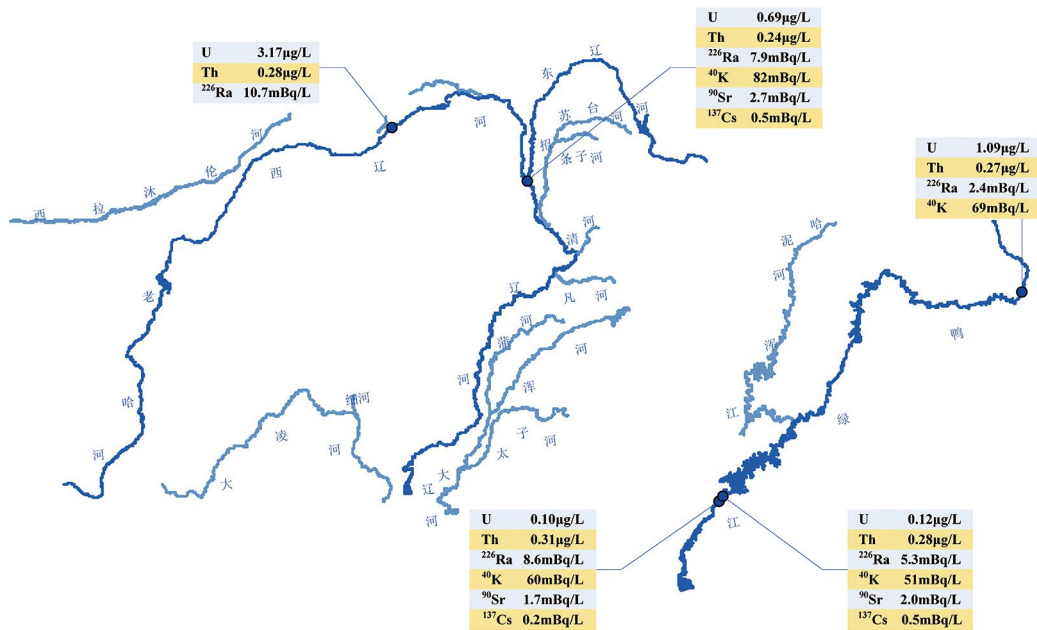 U 3.17μg/L
Th 0.28μg/L
²²⁶Ra 10.7mBq/L
U 0.69μg/L
Th 0.24μg/L
²²⁶Ra 7.9mBq/L
⁴⁰K 82mBq/L
⁹⁰Sr 2.7mBq/L
¹³⁷Cs 0.5mBq/L
U 1.09μg/L
Th 0.27μg/L
²²⁶Ra 2.4mBq/L
⁴⁰K 69mBq/L
西拉沐伦河
西辽河
东辽河
招苏台河
条子河
清河
凡河
辽河
蒲河
浑河
太子河
大辽河
老哈河
大凌河
细河
哈泥河
浑江
鸭绿江
U 0.10μg/L
Th 0.31μg/L
²²⁶Ra 8.6mBq/L
⁴⁰K 60mBq/L
⁹⁰Sr 1.7mBq/L
¹³⁷Cs 0.2mBq/L
U 0.12μg/L
Th 0.28μg/L
²²⁶Ra 5.3mBq/L
⁴⁰K 51mBq/L
⁹⁰Sr 2.0mBq/L
¹³⁷Cs 0.5mBq/L